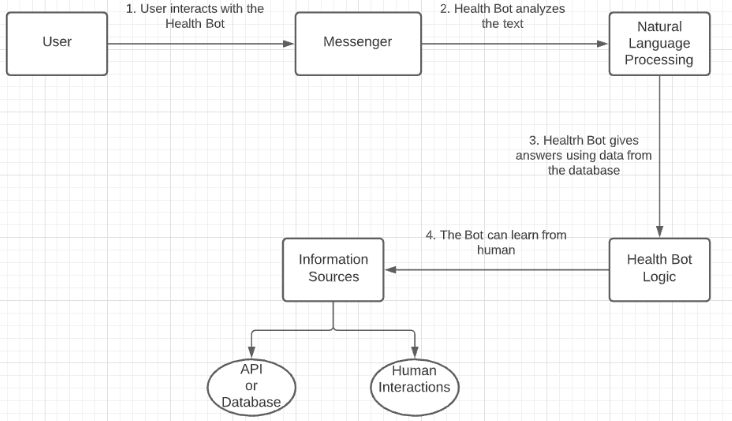 1. User interacts with the
Health Bot
2. Health Bot analyzes
the text
User
Messenger
Natural
Language
Processing
3. Healtrh Bot gives
answers using data from
the database
4. The Bot can learn from
human
Information
Sources
Health Bot
Logic
API
or
Database
Human
Interactions